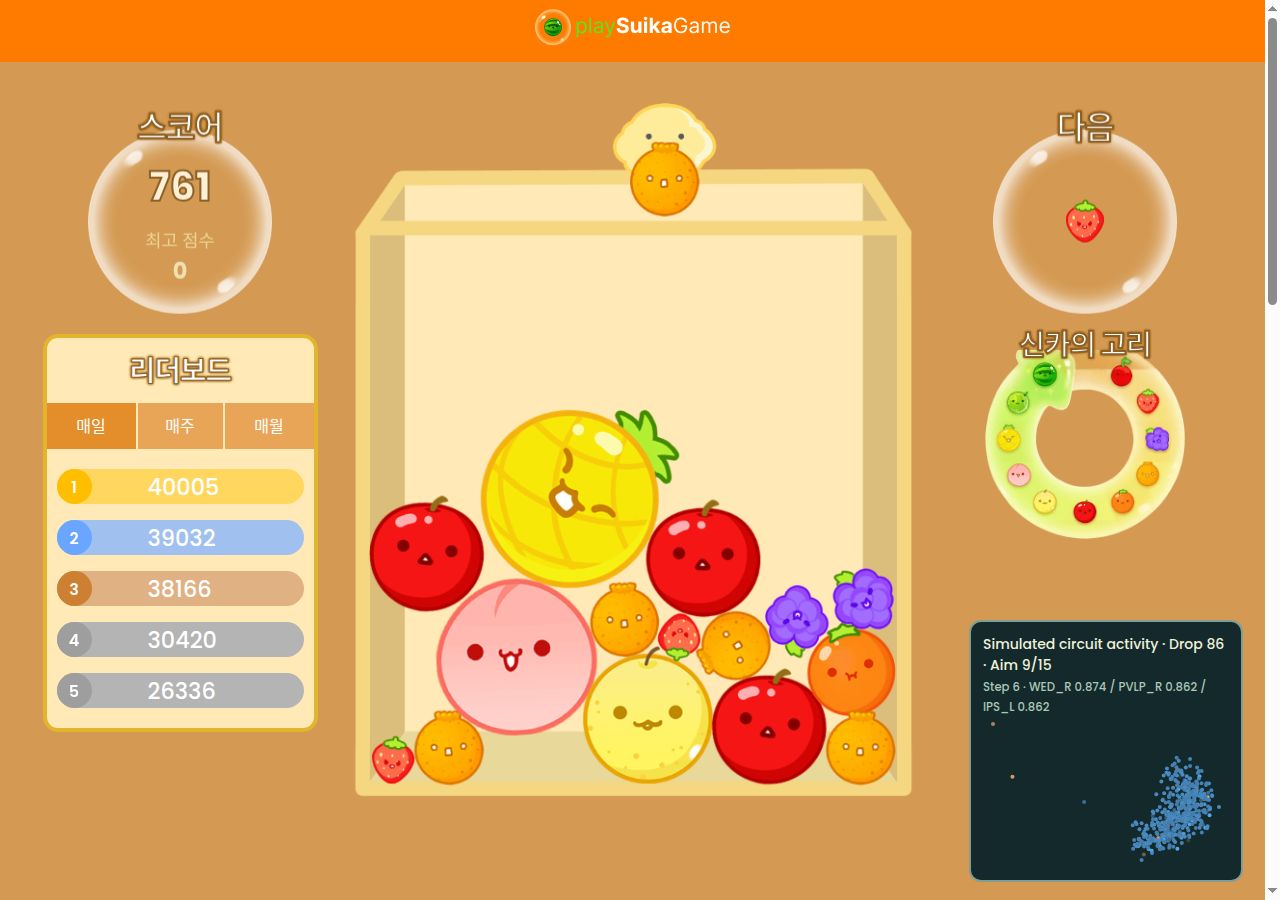 playSuikaGame
스코어
761
최고 점수
0
다음
리더보드
매일 매주 매월
1 40005
2 39032
3 38166
4 30420
5 26336
신카의 고리
Simulated circuit activity · Drop 86
· Aim 9/15
Step 6 · WED_R 0.874 / PVLP_R 0.862 /
IPS_L 0.862